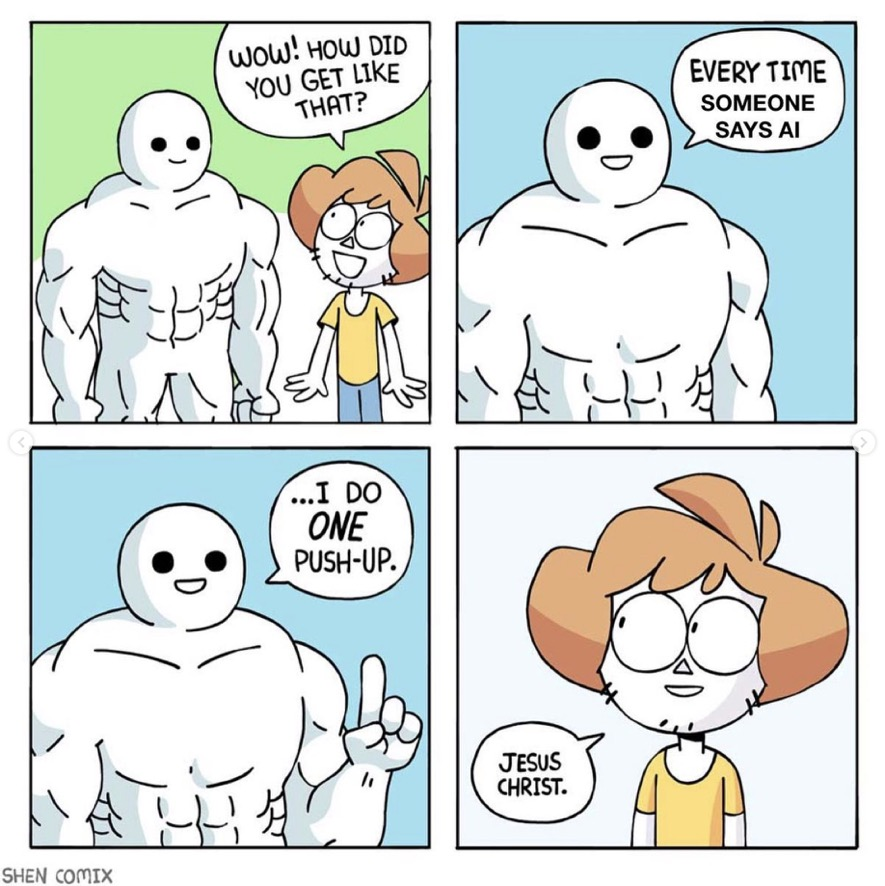 WOW! HOW DID
YOU GET LIKE
THAT?
EVERY TIME
SOMEONE
SAYS AI
...I DO
ONE
PUSH-UP.
JESUS
CHRIST.
SHEN COMIX